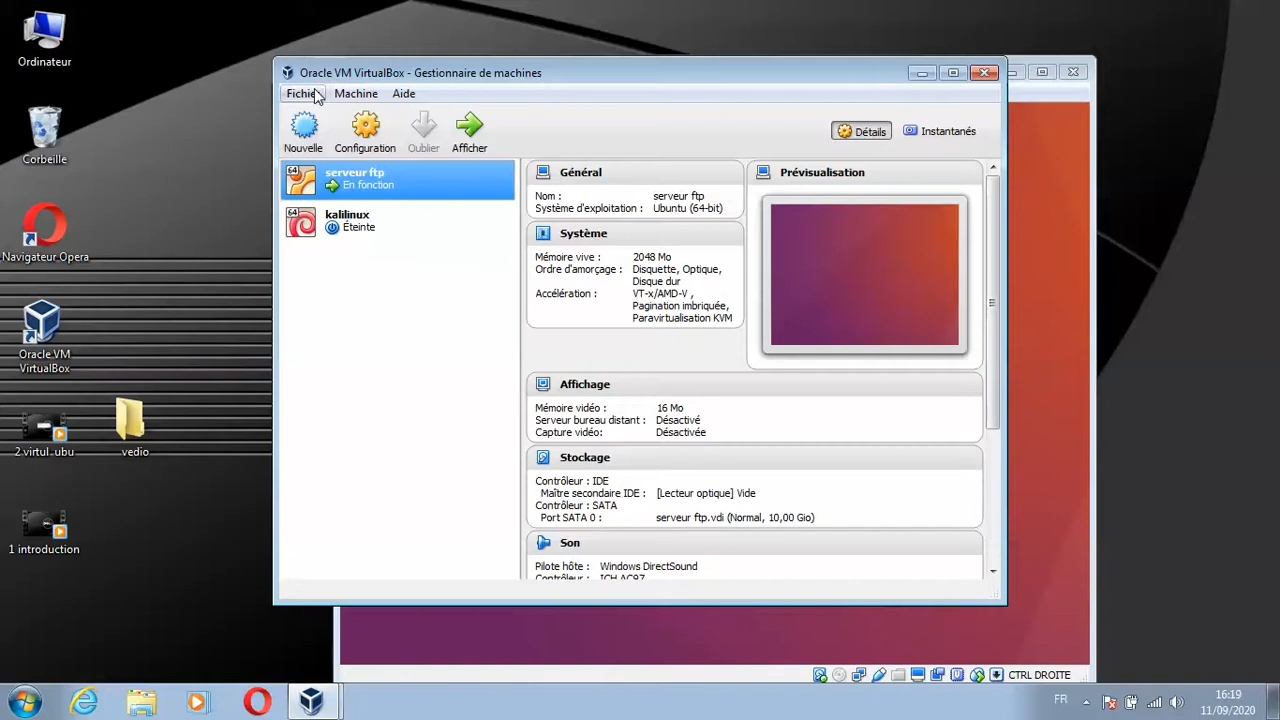 Ordinateur
Corbeille
Navigateur Opera
Oracle VM
VirtualBox
2.virtul_ubu
vedio
1 introduction
Oracle VM VirtualBox - Gestionnaire de machines
Fichier Machine Aide
Nouvelle Configuration Oublier Afficher
Détails Instantanés
64 serveur ftp
En fonction
64 kalilinux
Éteinte
Général
Nom : serveur ftp
Système d'exploitation : Ubuntu (64-bit)
Système
Mémoire vive : 2048 Mo
Ordre d'amorçage : Disquette, Optique,
Disque dur
Accélération : VT-x/AMD-V ,
Pagination imbriquée,
Paravirtualisation KVM
Prévisualisation
Affichage
Mémoire vidéo : 16 Mo
Serveur bureau distant : Désactivé
Capture vidéo: Désactivée
Stockage
Contrôleur : IDE
Maître secondaire IDE : [Lecteur optique] Vide
Contrôleur : SATA
Port SATA 0 : serveur ftp.vdi (Normal, 10,00 Gio)
Son
Pilote hôte : Windows DirectSound
Contrôleur : ICH AC97
CTRL DROITE
FR
16:19
11/09/2020